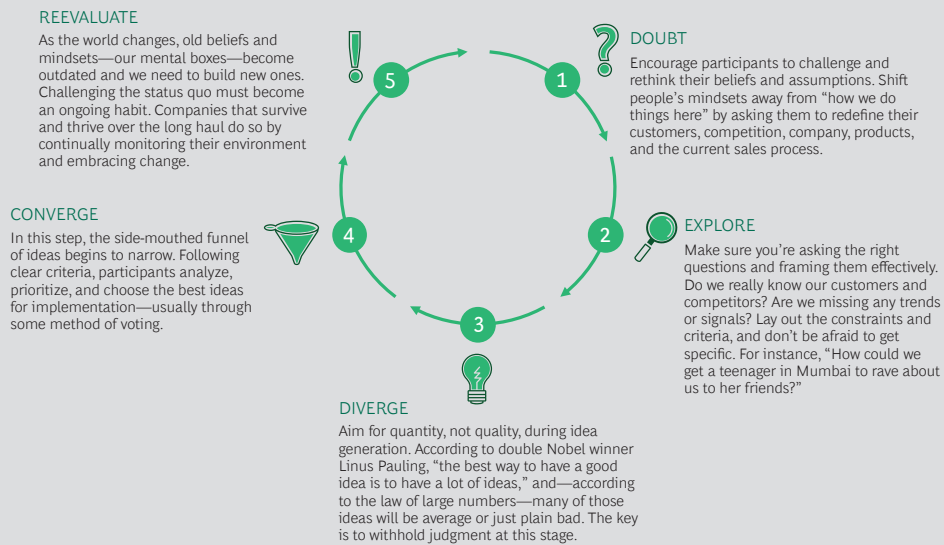 1
DOUBT
Encourage participants to challenge and
rethink their beliefs and assumptions. Shift
people's mindsets away from “how we do
things here” by asking them to redefine their
customers, competition, company, products,
and the current sales process.
2
EXPLORE
Make sure you're asking the right
questions and framing them effectively.
Do we really know our customers and
competitors? Are we missing any trends
or signals? Lay out the constraints and
criteria, and don't be afraid to get
specific. For instance, “How could we
get a teenager in Mumbai to rave about
us to her friends?”
3
DIVERGE
Aim for quantity, not quality, during idea
generation. According to double Nobel winner
Linus Pauling, “the best way to have a good
idea is to have a lot of ideas,” and—according
to the law of large numbers—many of those
ideas will be average or just plain bad. The key
is to withhold judgment at this stage.
4
CONVERGE
In this step, the side-mouthed funnel
of ideas begins to narrow. Following
clear criteria, participants analyze,
prioritize, and choose the best ideas
for implementation—usually through
some method of voting.
5
REEVALUATE
As the world changes, old beliefs and
mindsets—our mental boxes—become
outdated and we need to build new ones.
Challenging the status quo must become
an ongoing habit. Companies that survive
and thrive over the long haul do so by
continually monitoring their environment
and embracing change.